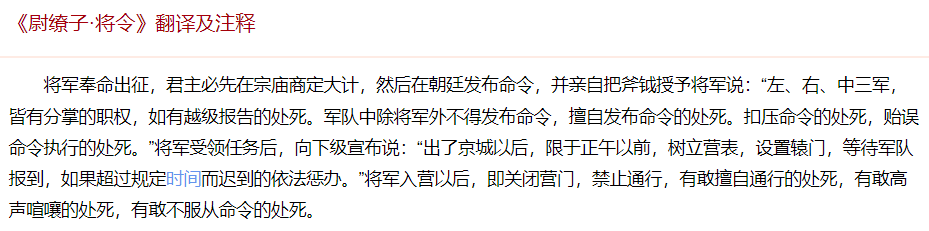 《尉缭子·将令》翻译及注释
将军奉命出征，君主必先在宗庙商定大计，然后在朝廷发布命令，并亲自把斧钺授予将军说：“左、右、中三军，
皆有分掌的职权，如有越级报告的处死。军队中除将军外不得发布命令，擅自发布命令的处死。扣压命令的处死，贻误
命令执行的处死。”将军受领任务后，向下级宣布说：“出了京城以后，限于正午以前，树立营表，设置辕门，等待军队
报到，如果超过规定时间而迟到的依法惩办。”将军入营以后，即关闭营门，禁止通行，有敢擅自通行的处死，有敢高
声喧嚷的处死，有敢不服从命令的处死。